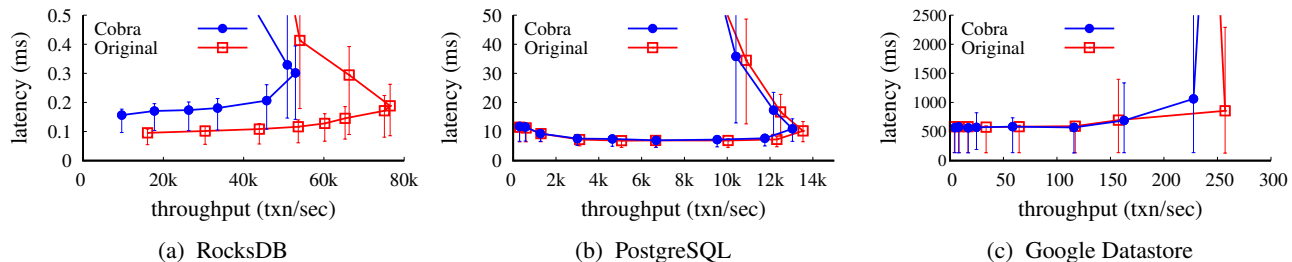 0.5
0.4
0.3
0.2
0.1
0
latency (ms)
Cobra
Original
0
20k
40k
60k
80k
throughput (txn/sec)
(a) RocksDB
50
40
30
20
10
0
latency (ms)
Cobra
Original
0
2k
4k
6k
8k
10k
12k
14k
throughput (txn/sec)
(b) PostgreSQL
2500
2000
1500
1000
500
0
latency (ms)
Cobra
Original
0
50
100
150
200
250
300
throughput (txn/sec)
(c) Google Datastore